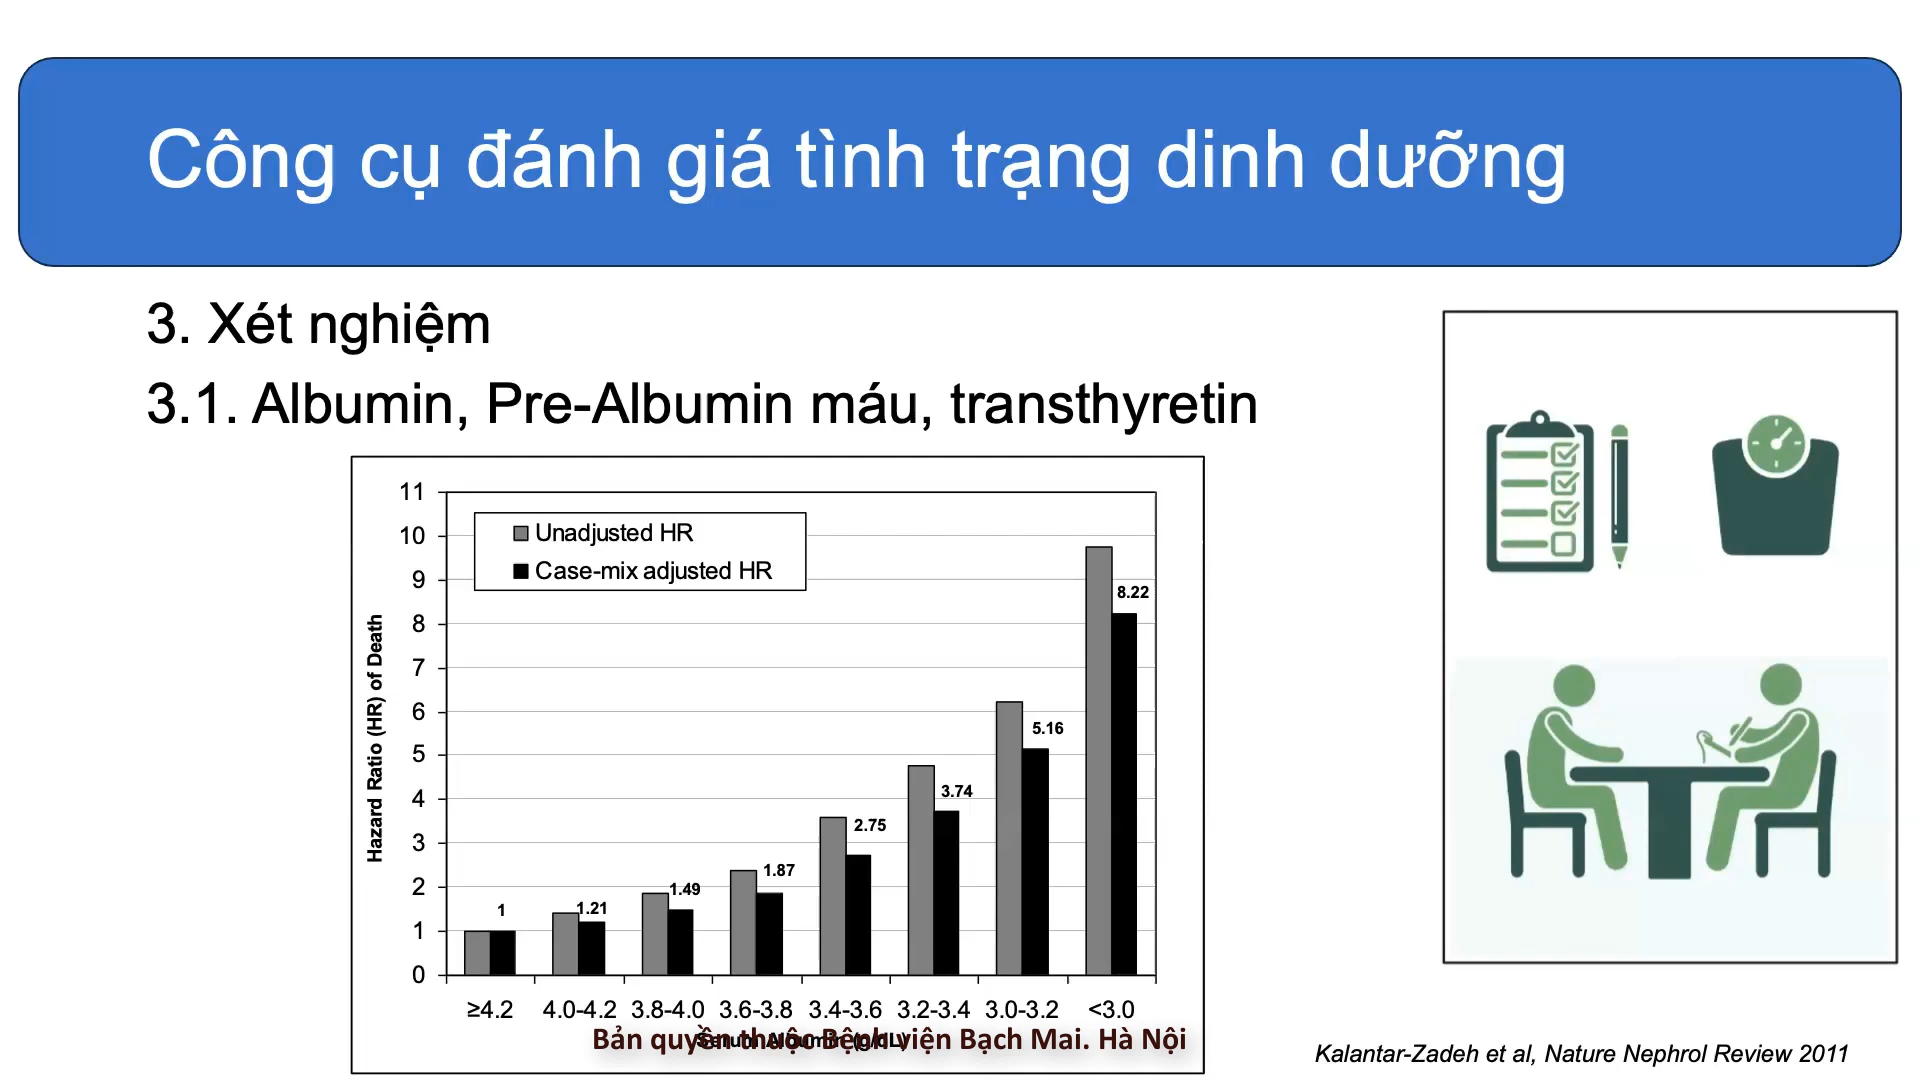 Công cụ đánh giá tình trạng dinh dưỡng
3. Xét nghiệm
3.1. Albumin, Pre-Albumin máu, transthyretin
11
10
9
8
7
6
5
4
3
2
1
0
Hazard Ratio (HR) of Death
Unadjusted HR
Case-mix adjusted HR
1
1.21
1.49
1.87
2.75
3.74
5.16
8.22
≥4.2 4.0-4.2 3.8-4.0 3.6-3.8 3.4-3.6 3.2-3.4 3.0-3.2 <3.0
Serum Albumin (g/dL)
Bản quyền thuộc Bệnh viện Bạch Mai. Hà Nội
Kalantar-Zadeh et al, Nature Nephrol Review 2011